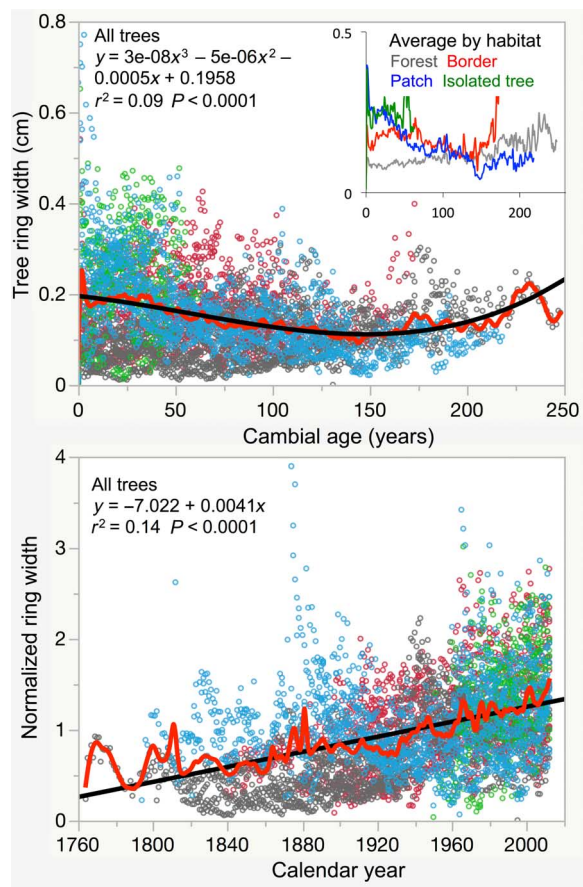 0.8
All trees
y = 3e-08x³ – 5e-06x² –
0.0005x + 0.1958
r² = 0.09 P < 0.0001
0.5
Average by habitat
Forest Border
Patch Isolated tree
0
0 100 200
0.6
0.4
0.2
0
Tree ring width (cm)
0 50 100 150 200 250
Cambial age (years)
4
All trees
y = –7.022 + 0.0041x
r² = 0.14 P < 0.0001
3
2
1
0
Normalized ring width
1760 1800 1840 1880 1920 1960 2000
Calendar year